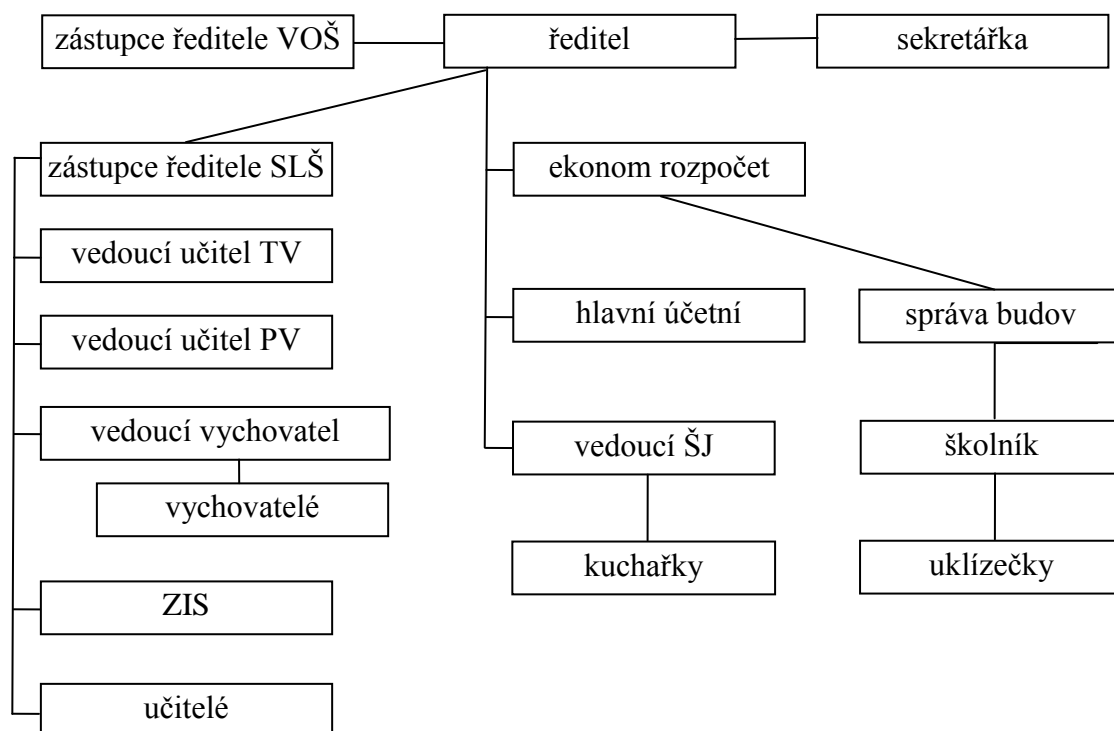 zástupce ředitele VOŠ
ředitel
sekretářka
zástupce ředitele SLŠ
ekonom rozpočet
vedoucí učitel TV
hlavní účetní
správa budov
vedoucí učitel PV
vedoucí vychovatel
vedoucí ŠJ
školník
vychovatelé
kuchařky
uklízečky
ZIS
učitelé